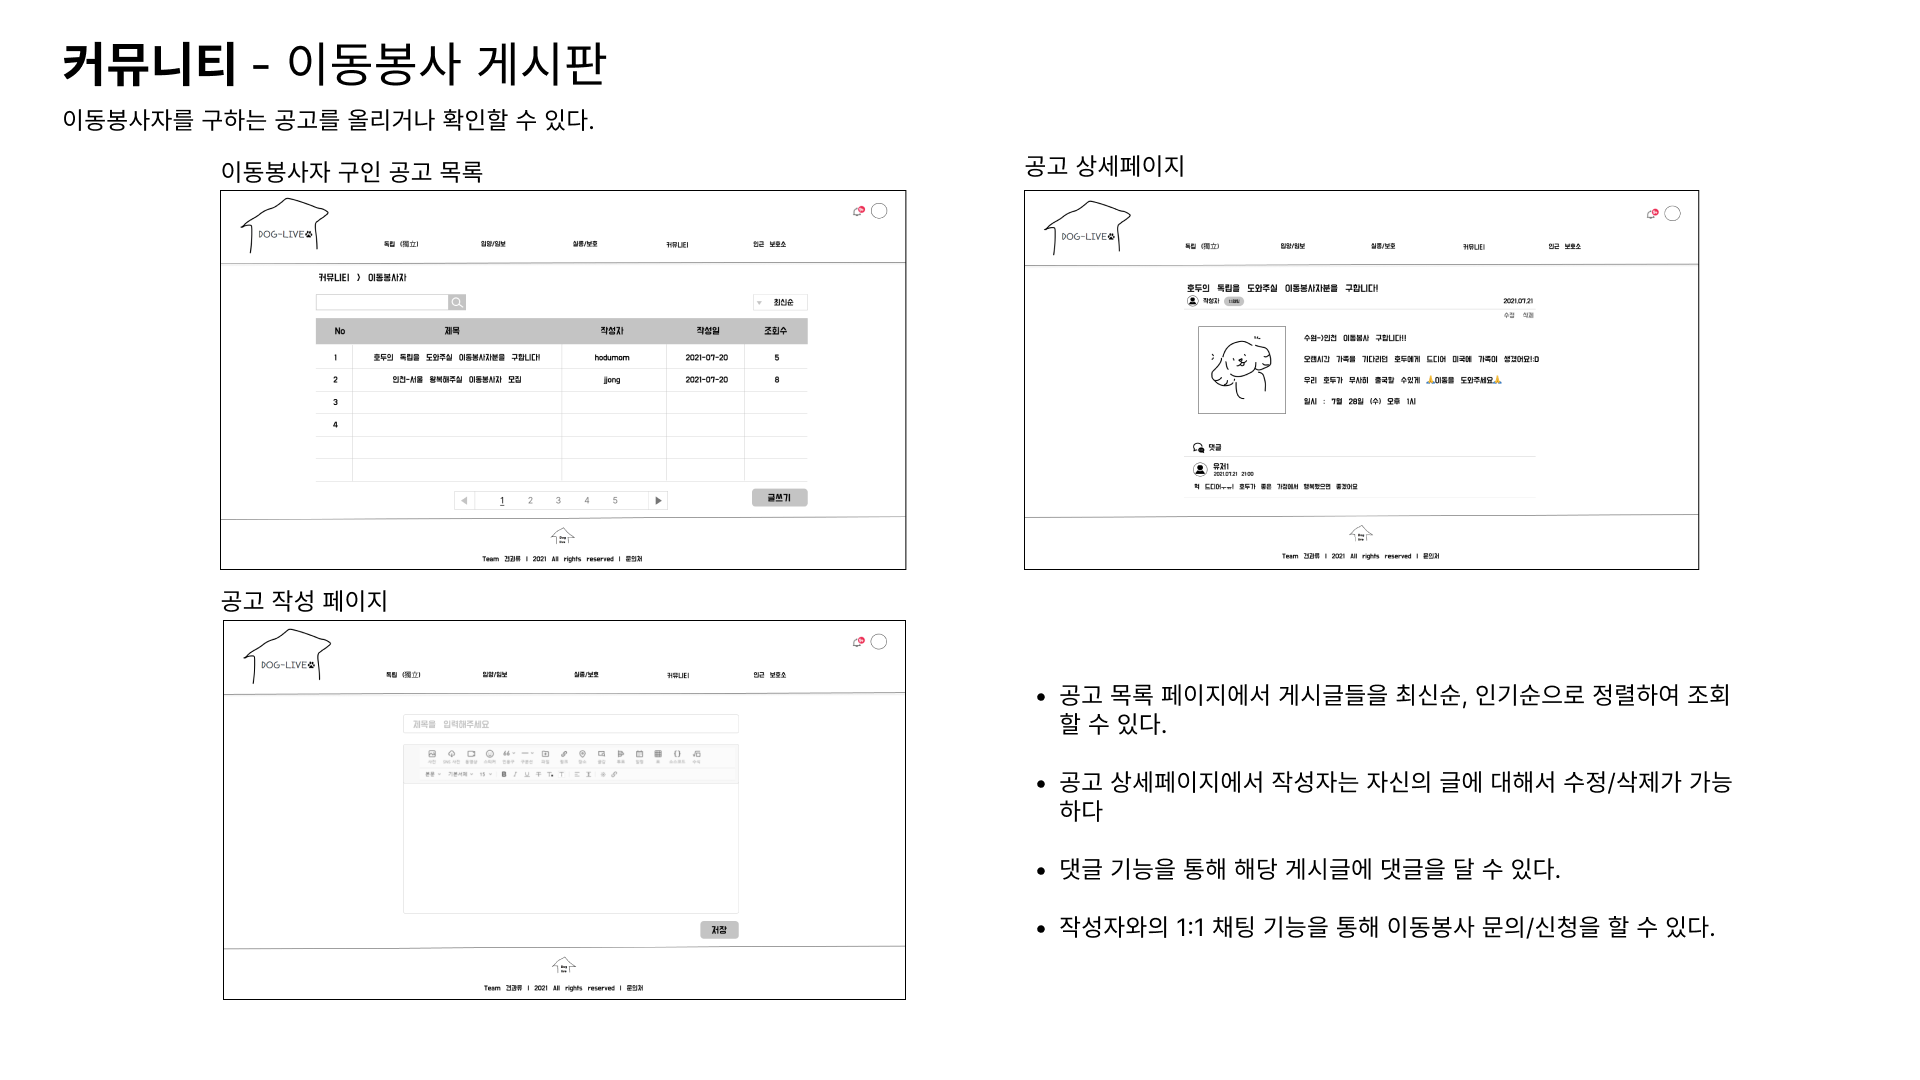 커뮤니티 - 이동봉사 게시판
이동봉사자를 구하는 공고를 올리거나 확인할 수 있다.
이동봉사자 구인 공고 목록
DOG-LIVE
독립 (獨立) 입양/임보 실종/보호 커뮤니티 인근 보호소
커뮤니티 > 이동봉사자
최신순
No 제목 작성자 작성일 조회수
1 호두의 독립을 도와주실 이동봉사자분을 구합니다! hodumom 2021-07-20 5
2 인천-서울 왕복해주실 이동봉사자 모집 jjong 2021-07-20 8
3
4
1 2 3 4 5
글쓰기
Team 견과류 | 2021 All rights reserved | 문의처
공고 상세페이지
DOG-LIVE
독립 (獨立) 입양/임보 실종/보호 커뮤니티 인근 보호소
호두의 독립을 도와주실 이동봉사자분을 구합니다!
작성자 2021.07.21
수정 삭제
수원->인천 이동봉사 구합니다!!!
오랜시간 가족을 기다리던 호두에게 드디어 미국에 가족이 생겼어요!:D
우리 호두가 무사히 출국할 수있게 🙏이동을 도와주세요🙏
일시 : 7월 28일 (수) 오후 1시
댓글
유저1
2021.07.21 21:00
헉 드디어ㅜㅜ! 호두가 좋은 가정에서 행복했으면 좋겠어요
Team 견과류 | 2021 All rights reserved | 문의처
공고 작성 페이지
DOG-LIVE
독립 (獨立) 입양/임보 실종/보호 커뮤니티 인근 보호소
제목을 입력해주세요
저장
Team 견과류 | 2021 All rights reserved | 문의처
• 공고 목록 페이지에서 게시글들을 최신순, 인기순으로 정렬하여 조회
할 수 있다.
• 공고 상세페이지에서 작성자는 자신의 글에 대해서 수정/삭제가 가능
하다
• 댓글 기능을 통해 해당 게시글에 댓글을 달 수 있다.
• 작성자와의 1:1 채팅 기능을 통해 이동봉사 문의/신청을 할 수 있다.